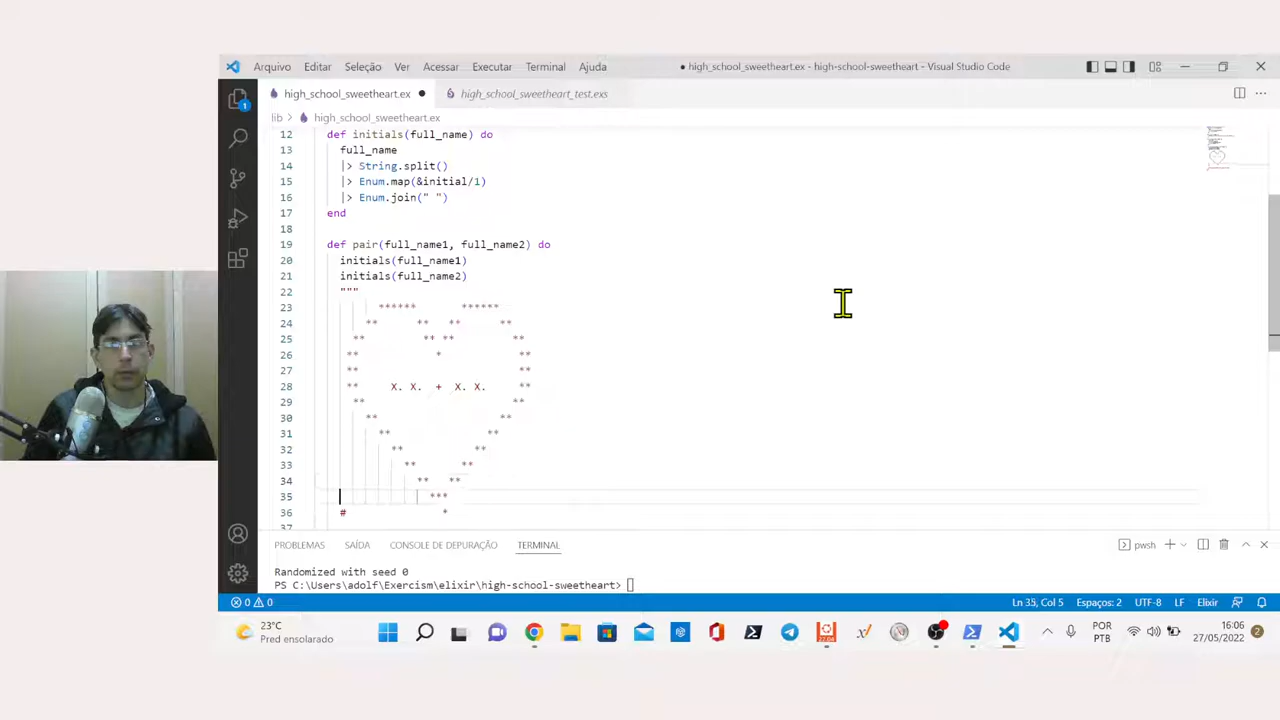 Arquivo Editar Seleção Ver Acessar Executar Terminal Ajuda ● high_school_sweetheart.ex - high-school-sweetheart - Visual Studio Code
high_school_sweetheart.ex ● high_school_sweetheart_test.exs
lib > high_school_sweetheart.ex
12 def initials(full_name) do
13 full_name
14 |> String.split()
15 |> Enum.map(&initial/1)
16 |> Enum.join(" ")
17 end
18
19 def pair(full_name1, full_name2) do
20 initials(full_name1)
21 initials(full_name2)
22 """
23 ****** ******
24 ** ** ** **
25 ** ** ** **
26 ** * **
27 ** **
28 ** X. X. + X. X. **
29 ** **
30 ** **
31 ** **
32 ** **
33 ** **
34 ** **
35 ***
36 # *
37
PROBLEMAS SAÍDA CONSOLE DE DEPURAÇÃO TERMINAL pwsh
Randomized with seed 0
PS C:\Users\adolf\Exercism\elixir\high-school-sweetheart>
0 0 Ln 35, Col 5 Espaços: 2 UTF-8 LF Elixir
23°C
Pred ensolarado
POR
PTB
16:06
27/05/2022
2